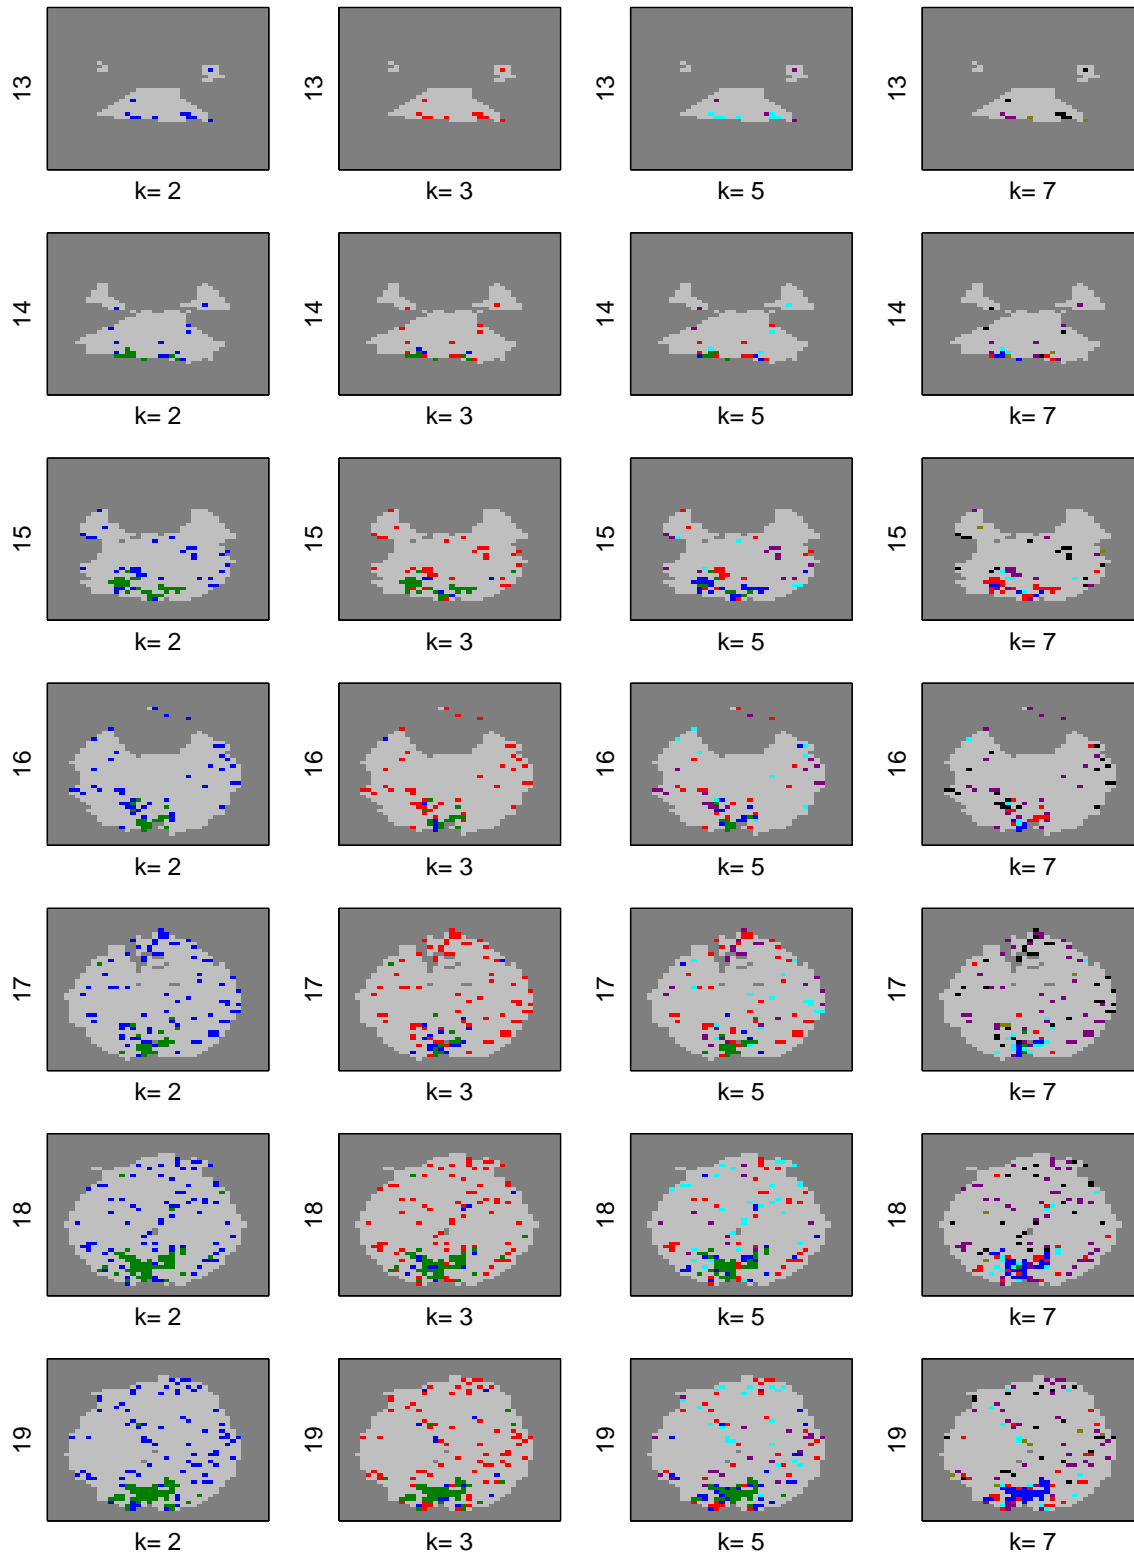 13
k= 2
13
k= 3
13
k= 5
13
k= 7
14
k= 2
14
k= 3
14
k= 5
14
k= 7
15
k= 2
15
k= 3
15
k= 5
15
k= 7
16
k= 2
16
k= 3
16
k= 5
16
k= 7
17
k= 2
17
k= 3
17
k= 5
17
k= 7
18
k= 2
18
k= 3
18
k= 5
18
k= 7
19
k= 2
19
k= 3
19
k= 5
19
k= 7